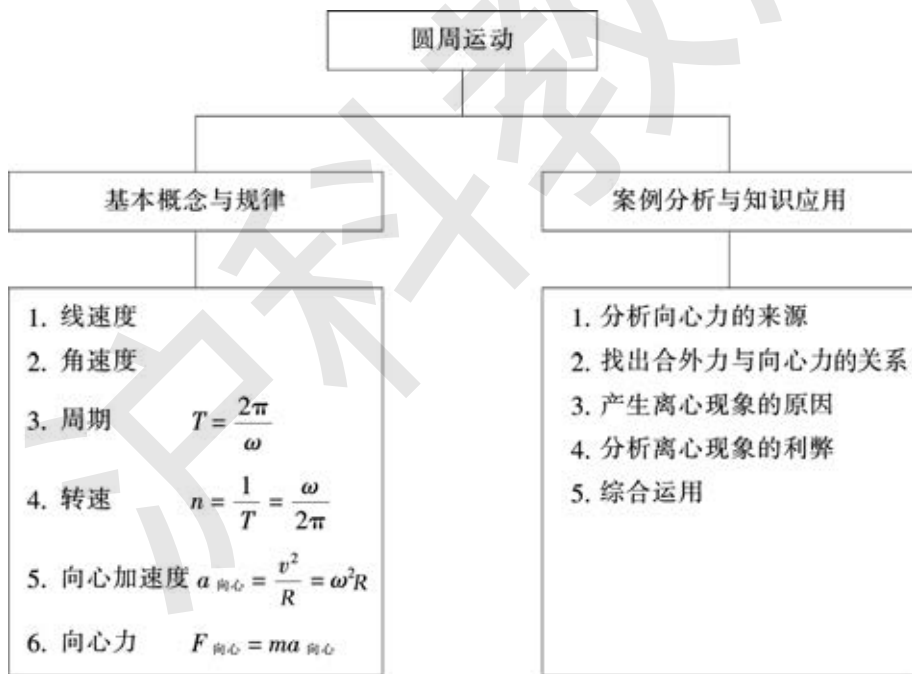 圆周运动
基本概念与规律
1. 线速度
2. 角速度
3. 周期 T = 2π/ω
4. 转速 n = 1/T = ω/2π
5. 向心加速度 a 向心 = v²/R = ω²R
6. 向心力 F 向心 = ma 向心
案例分析与知识应用
1. 分析向心力的来源
2. 找出合外力与向心力的关系
3. 产生离心现象的原因
4. 分析离心现象的利弊
5. 综合运用
沪科教